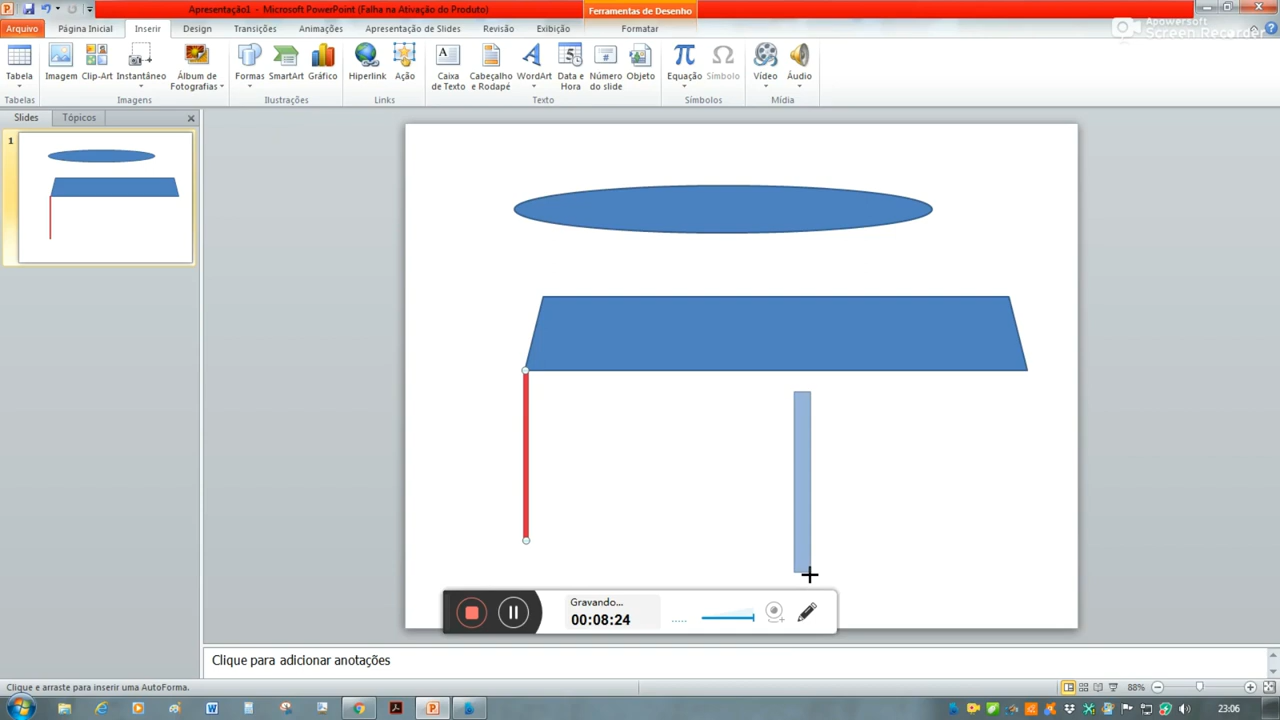 Apresentação1 - Microsoft PowerPoint (Falha na Ativação do Produto)
Ferramentas de Desenho
Arquivo Página Inicial Inserir Design Transições Animações Apresentação de Slides Revisão Exibição Formatar
Apowersoft
Screen Recorder
Tabela Imagem Clip-Art Instantâneo Álbum de Fotografias Formas SmartArt Gráfico Hiperlink Ação Caixa de Texto Cabeçalho e Rodapé WordArt Data e Hora Número do slide Objeto Equação Símbolo Vídeo Áudio
Tabelas Imagens Ilustrações Links Texto Símbolos Mídia
Slides Tópicos
1
Gravando...
00:08:24
Clique para adicionar anotações
Clique e arraste para inserir uma AutoForma.
88%
23:06